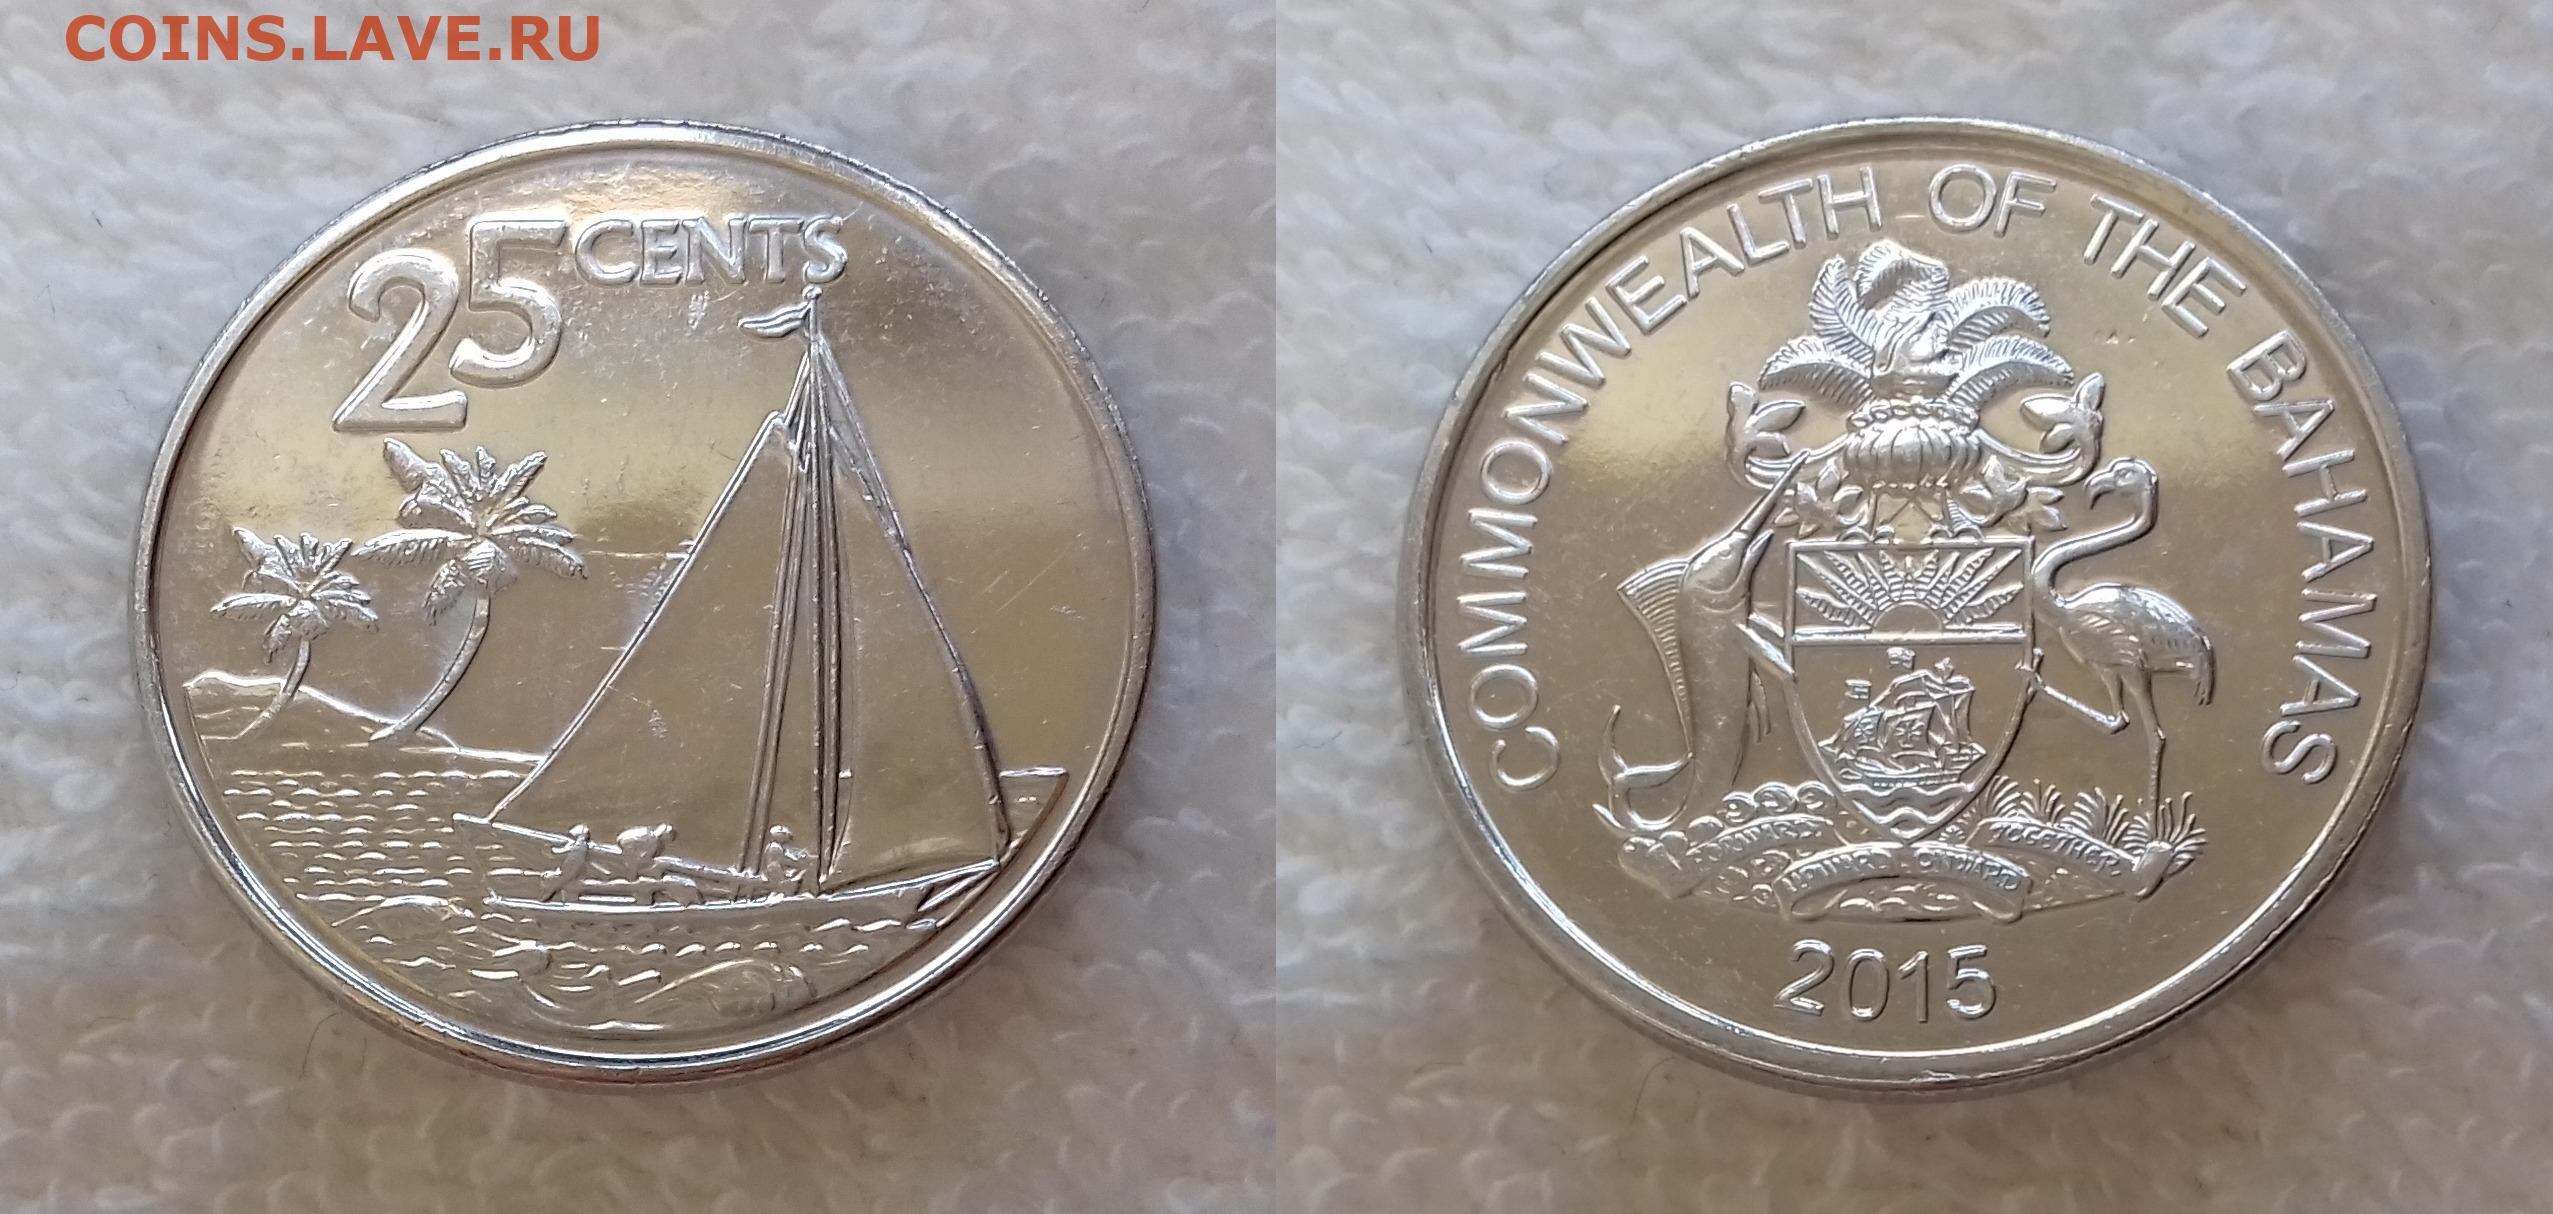 COINS.LAVE.RU
25 CENTS
COMMONWEALTH OF THE BAHAMAS
FORWARD UPWARD ONWARD TOGETHER
2015